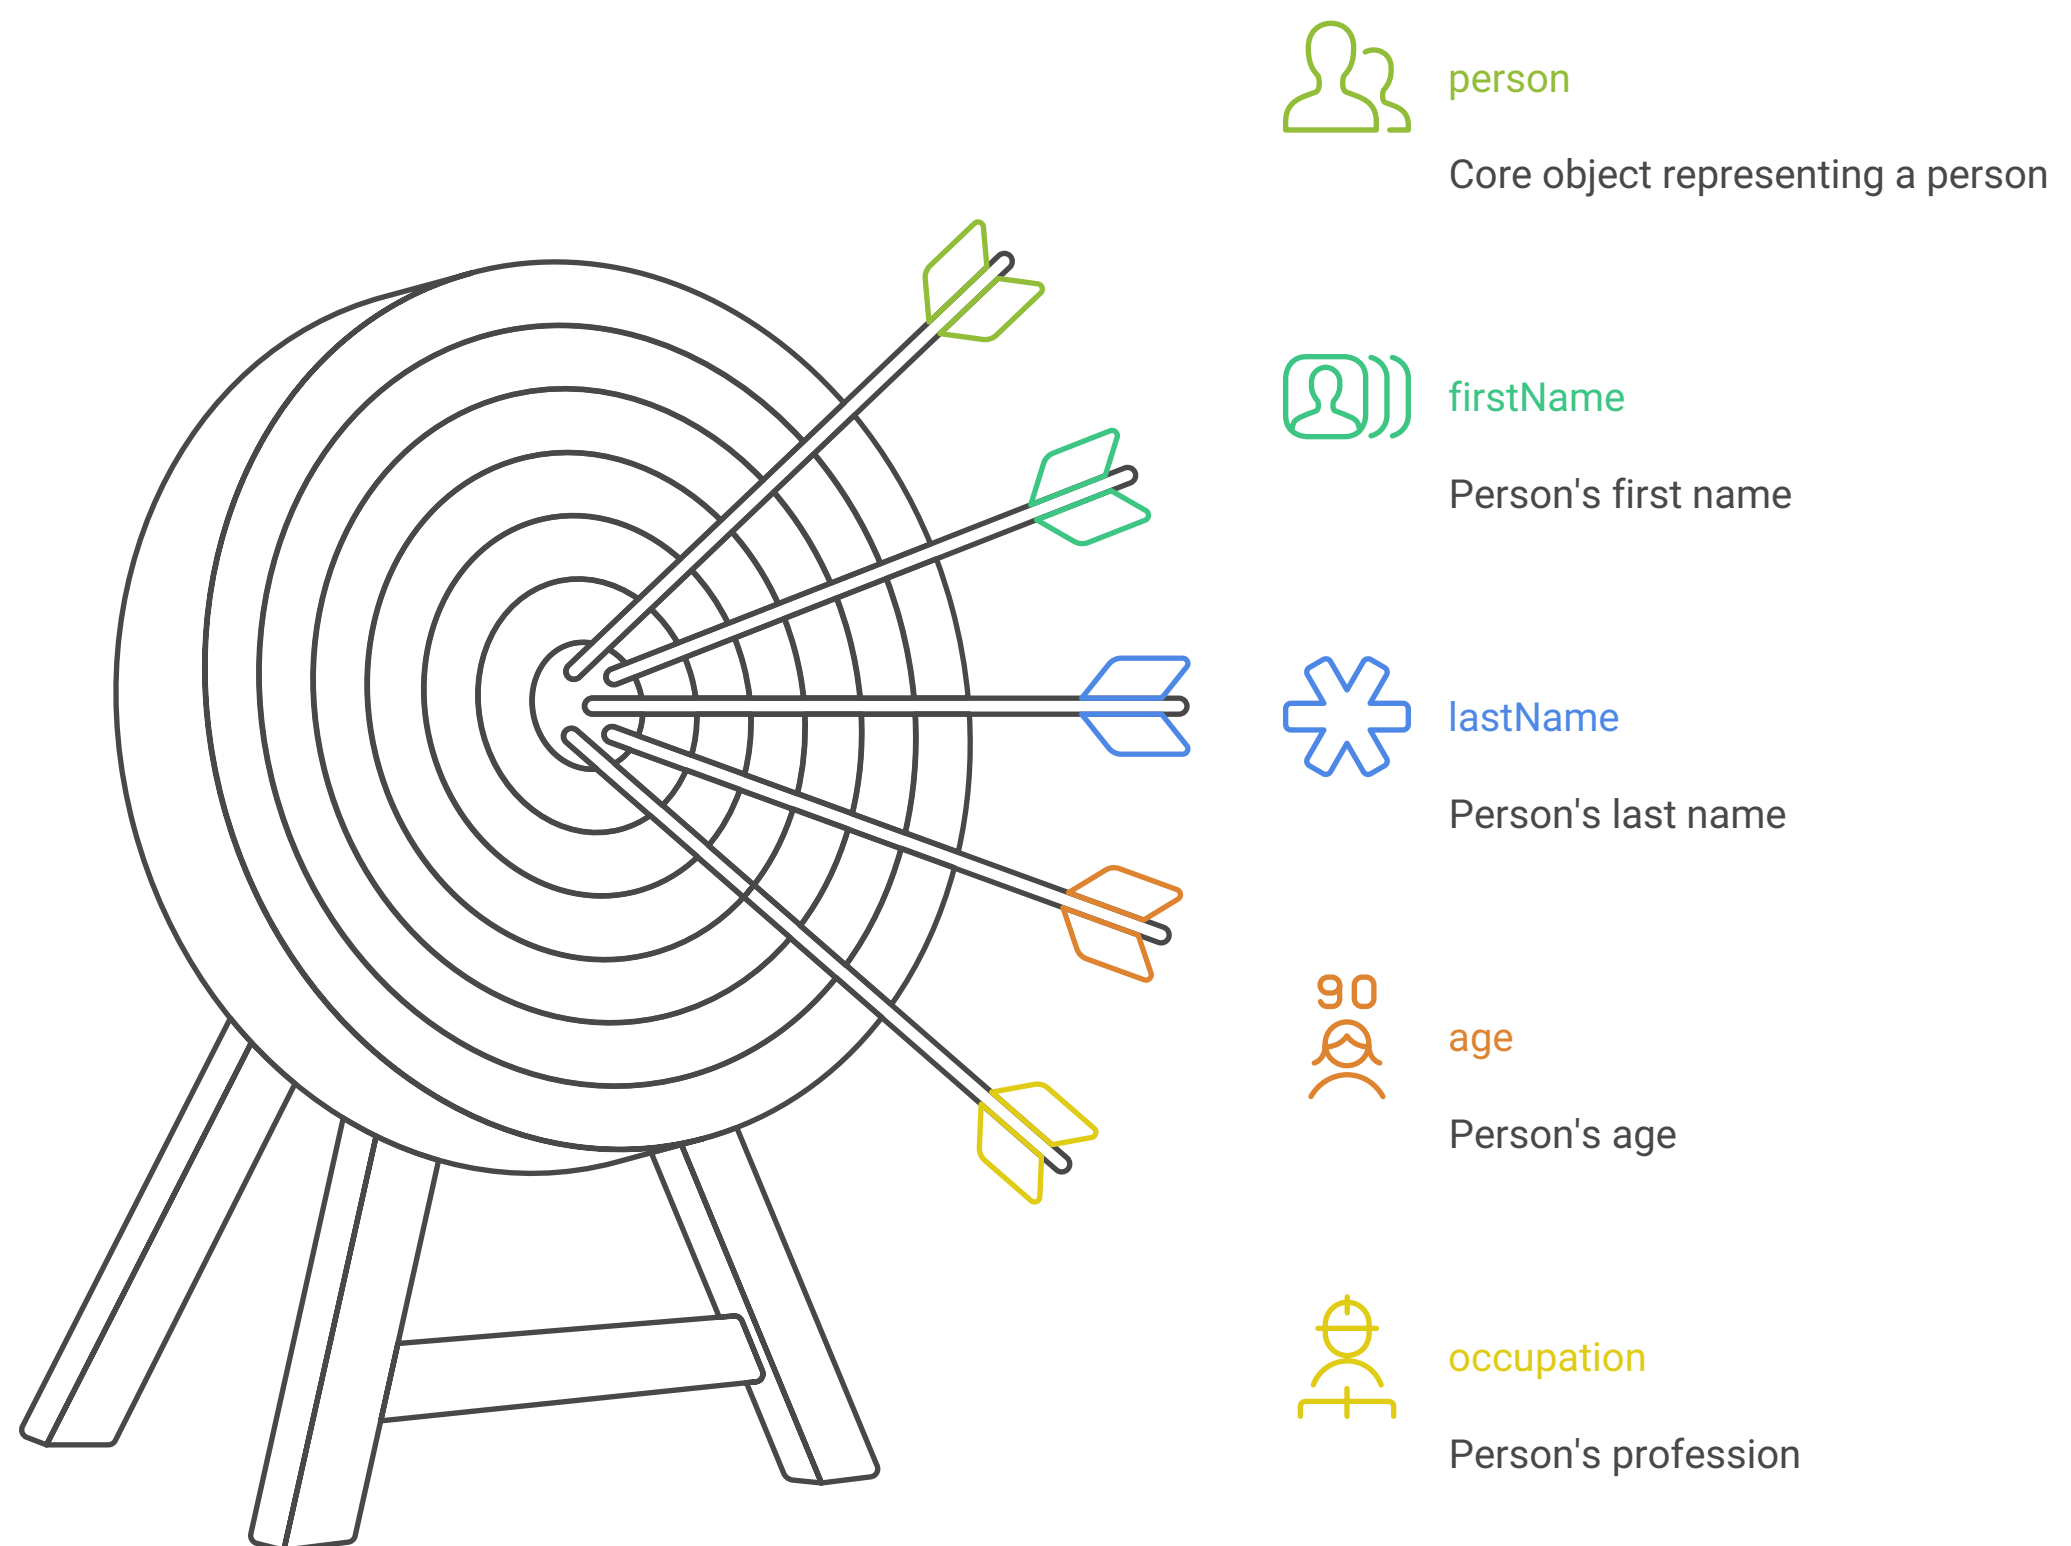 person
Core object representing a person
firstName
Person's first name
lastName
Person's last name
90
age
Person's age
occupation
Person's profession